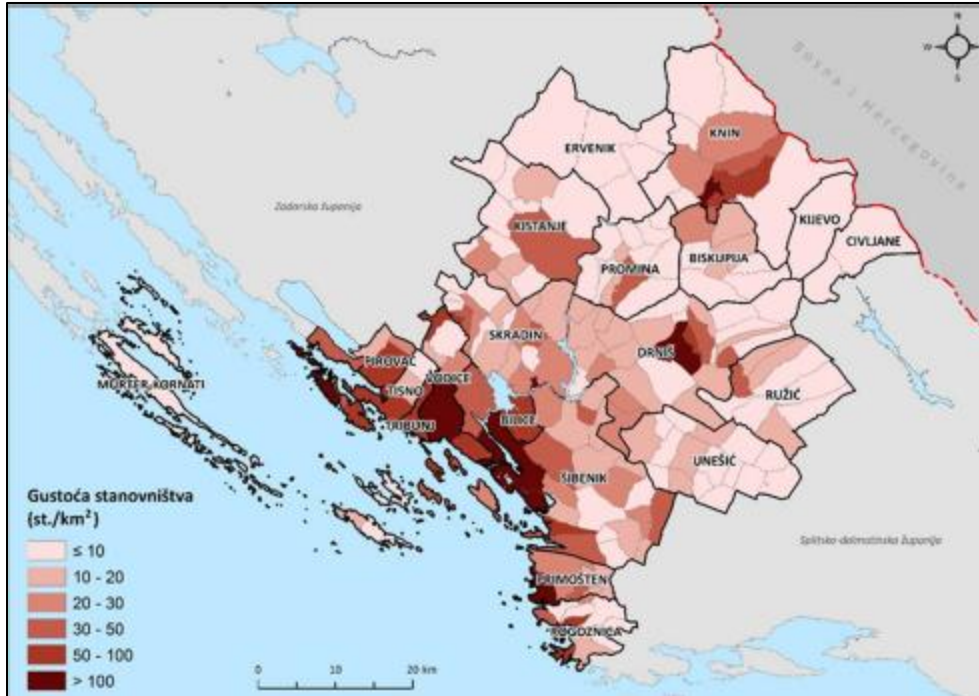 N
W
S
Bosna i Hercegovina
KNIN
ERVENIK
Zadarska županija
KISTANJE
KIJEVO
CIVLJANE
PROMINA
BISKUPIJA
SKRADIN
DRNIŠ
PIROVAC
VODICE
MURTER-KORNATI
TISNO
RUŽIĆ
TRIBUNJ
BILICE
UNEŠIĆ
ŠIBENIK
Gustoća stanovništva
(st./km²)
≤ 10
10 - 20
20 - 30
30 - 50
50 - 100
> 100
Splitsko-dalmatinska županija
PRIMOŠTEN
ROGOZNICA
0 10 20 km